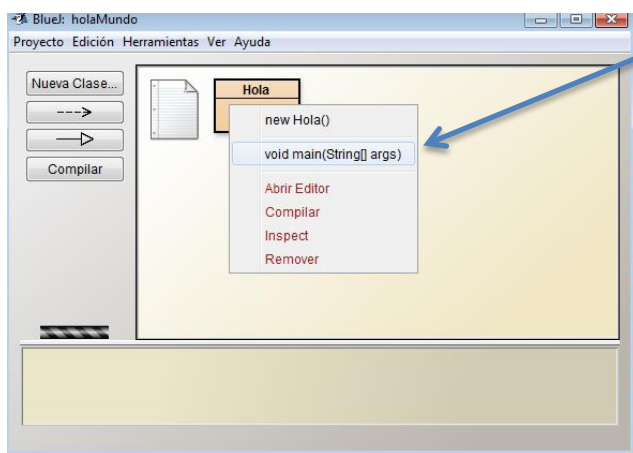 BlueJ: holaMundo
Proyecto Edición Herramientas Ver Ayuda
Nueva Clase...
Compilar
Hola
new Hola()
void main(String[] args)
Abrir Editor
Compilar
Inspect
Remover